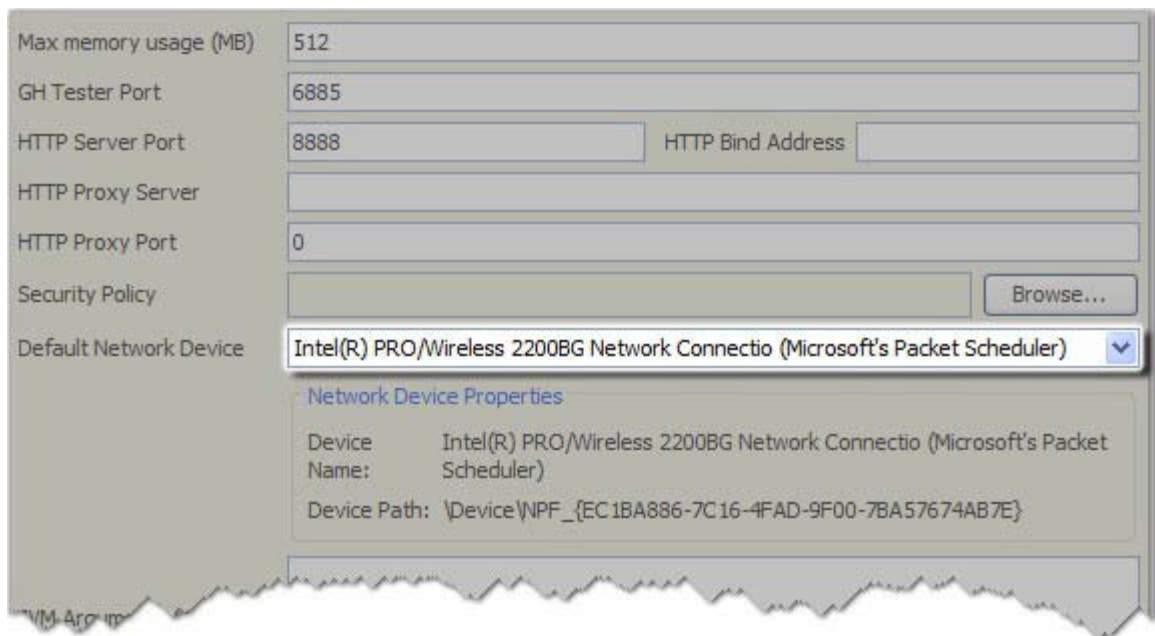 Max memory usage (MB) 512
GH Tester Port 6885
HTTP Server Port 8888 HTTP Bind Address
HTTP Proxy Server
HTTP Proxy Port 0
Security Policy Browse...
Default Network Device Intel(R) PRO/Wireless 2200BG Network Connectio (Microsoft's Packet Scheduler)
Network Device Properties
Device Name: Intel(R) PRO/Wireless 2200BG Network Connectio (Microsoft's Packet
Scheduler)
Device Path: \Device\NPF_{EC1BA886-7C16-4FAD-9F00-7BA57674AB7E}